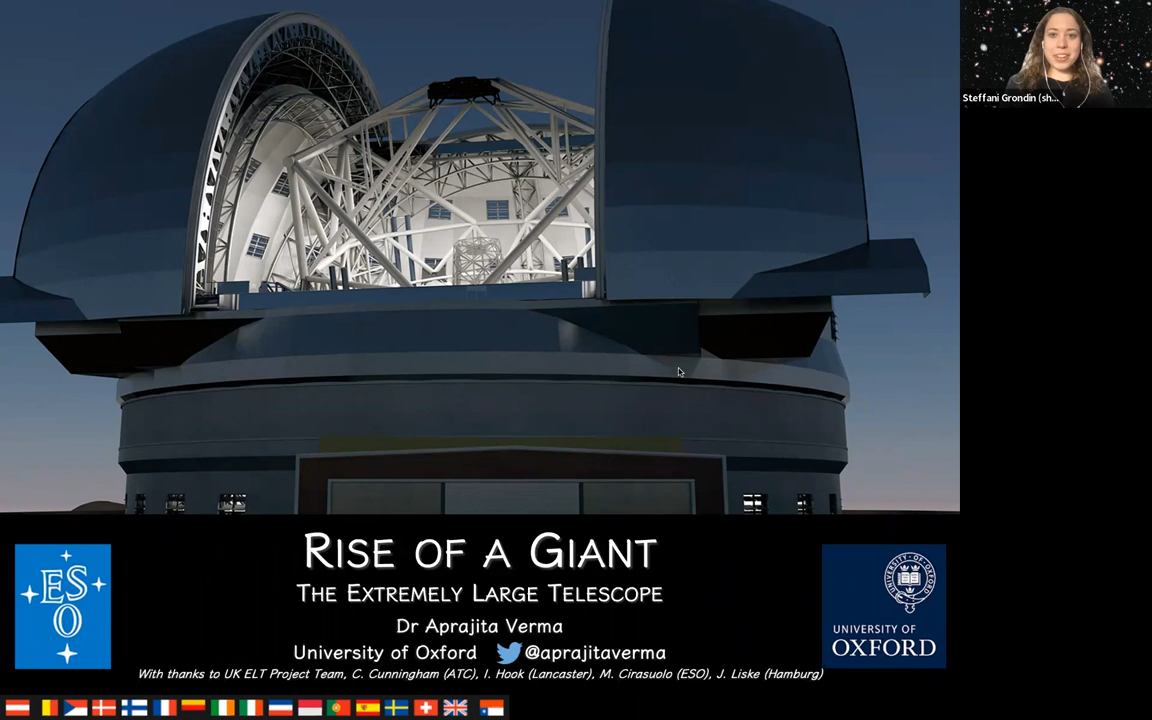 Steffani Grondin (sh...
RISE OF A GIANT
THE EXTREMELY LARGE TELESCOPE
Dr Aprajita Verma
University of Oxford @aprajitaverma
With thanks to UK ELT Project Team, C. Cunningham (ATC), I. Hook (Lancaster), M. Cirasuolo (ESO), J. Liske (Hamburg)
ES
O
UNIVERSITY OF
OXFORD